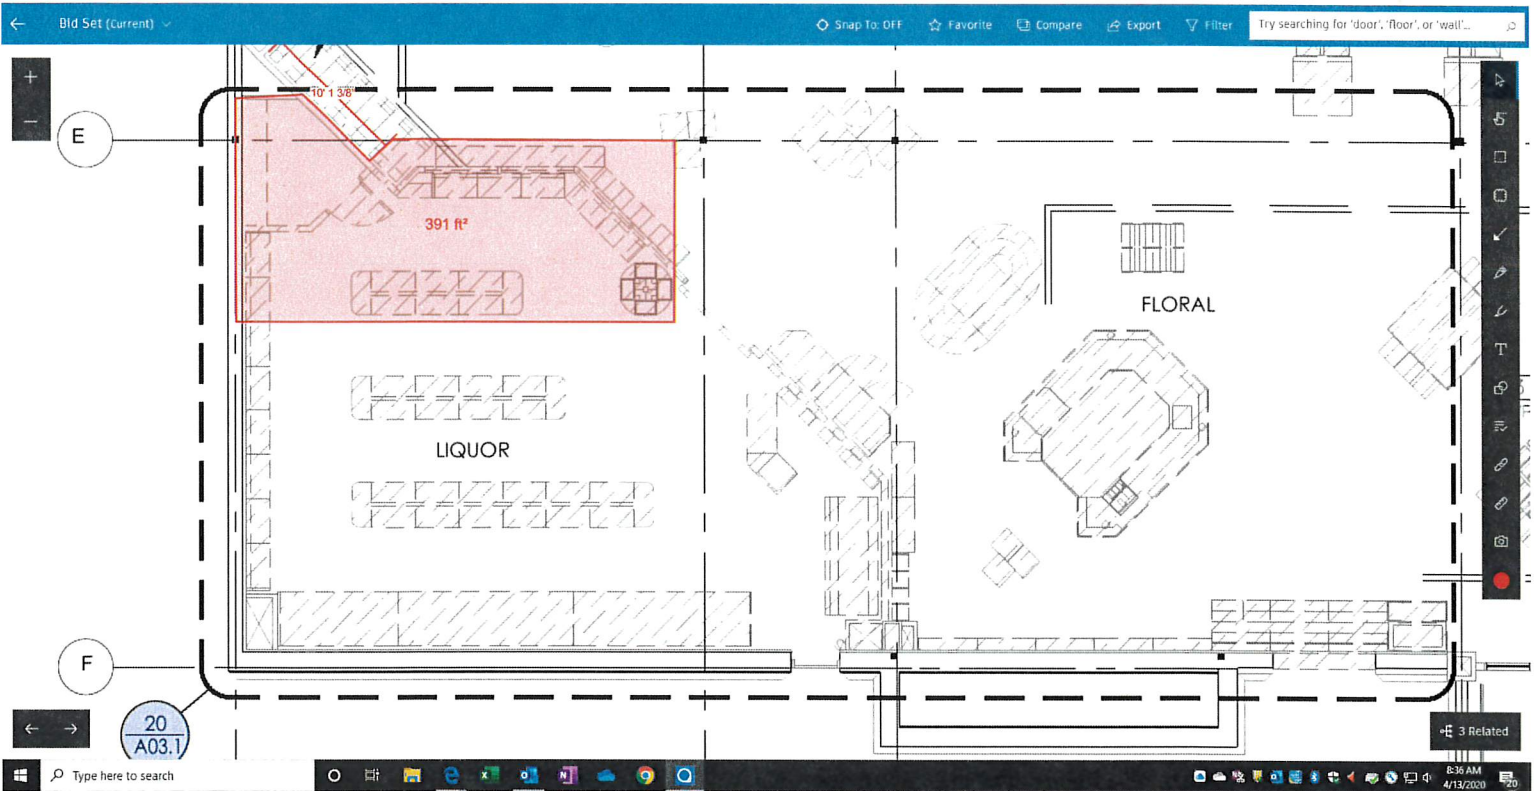 Bid Set (Current)
Snap To: OFF
Favorite
Compare
Export
Filter
Try searching for 'door', 'floor', or 'wall'...
10' 1 3/8"
E
391 ft²
FLORAL
LIQUOR
F
20
A03.1
3 Related
Type here to search
8:36 AM
4/13/2020
20